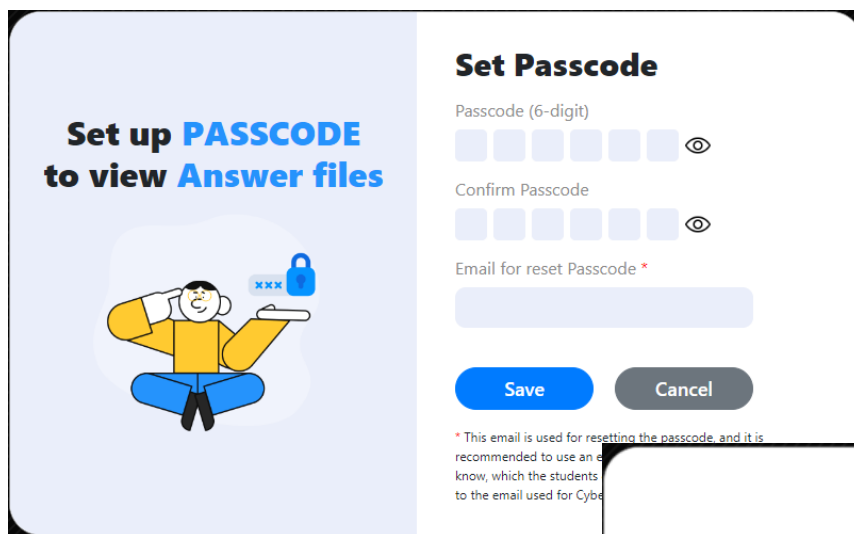 Set up PASSCODE
to view Answer files
xxx
Set Passcode
Passcode (6-digit)
Confirm Passcode
Email for reset Passcode *
Save
Cancel
* This email is used for resetting the passcode, and it is
recommended to use an
know, which the students
to the email used for